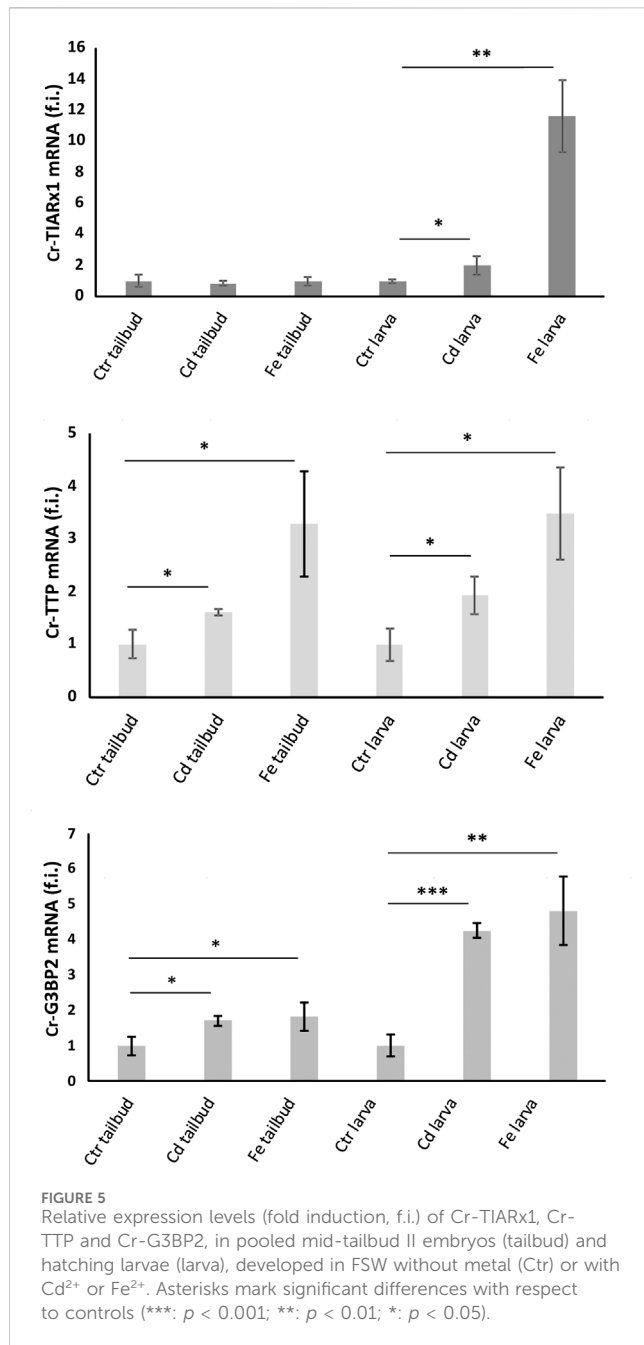 16
14
12
10
8
6
4
2
0
Cr-TIARx1 mRNA (f.i.)
**
*
Ctr tailbud
Cd tailbud
Fe tailbud
Ctr larva
Cd larva
Fe larva
5
4
3
2
1
0
Cr-TTP mRNA (f.i.)
*
*
*
*
Ctr tailbud
Cd tailbud
Fe tailbud
Ctr larva
Cd larva
Fe larva
7
6
5
4
3
2
1
0
Cr-G3BP2 mRNA (f.i.)
*
*
***
**
Ctr tailbud
Cd tailbud
Fe tailbud
Ctr larva
Cd larva
Fe larva
FIGURE 5
Relative expression levels (fold induction, f.i.) of Cr-TIARx1, Cr-
TTP and Cr-G3BP2, in pooled mid-tailbud II embryos (tailbud) and
hatching larvae (larva), developed in FSW without metal (Ctr) or with
Cd²⁺ or Fe²⁺. Asterisks mark significant differences with respect
to controls (***: p < 0.001; **: p < 0.01; *: p < 0.05).